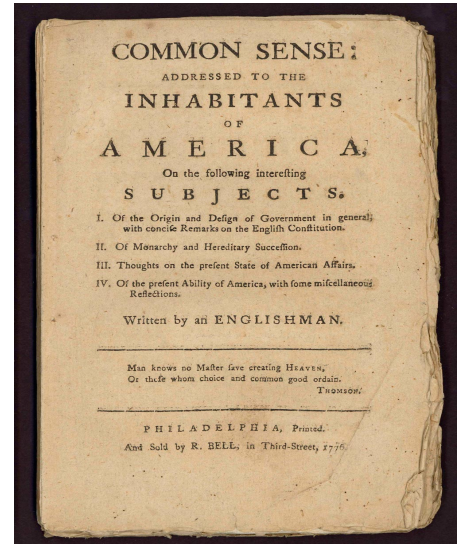 COMMON SENSE:
ADDRESSED TO THE
INHABITANTS
OF
AMERICA,
On the following intereſting
SUBJECTS.
I. Of the Origin and Deſign of Government in general;
with conciſe Remarks on the Engliſh Conſtitution.
II. Of Monarchy and Hereditary Succeſſion.
III. Thoughts on the preſent State of American Affairs.
IV. Of the preſent Ability of America, with ſome miſcellaneous
Reflections.
Written by an ENGLISHMAN.
Man knows no Maſter ſave creating HEAVEN,
Or thoſe whom choice and common good ordain.
THOMSON.
PHILADELPHIA, Printed.
And Sold by R. BELL, in Third-Street, 1776.